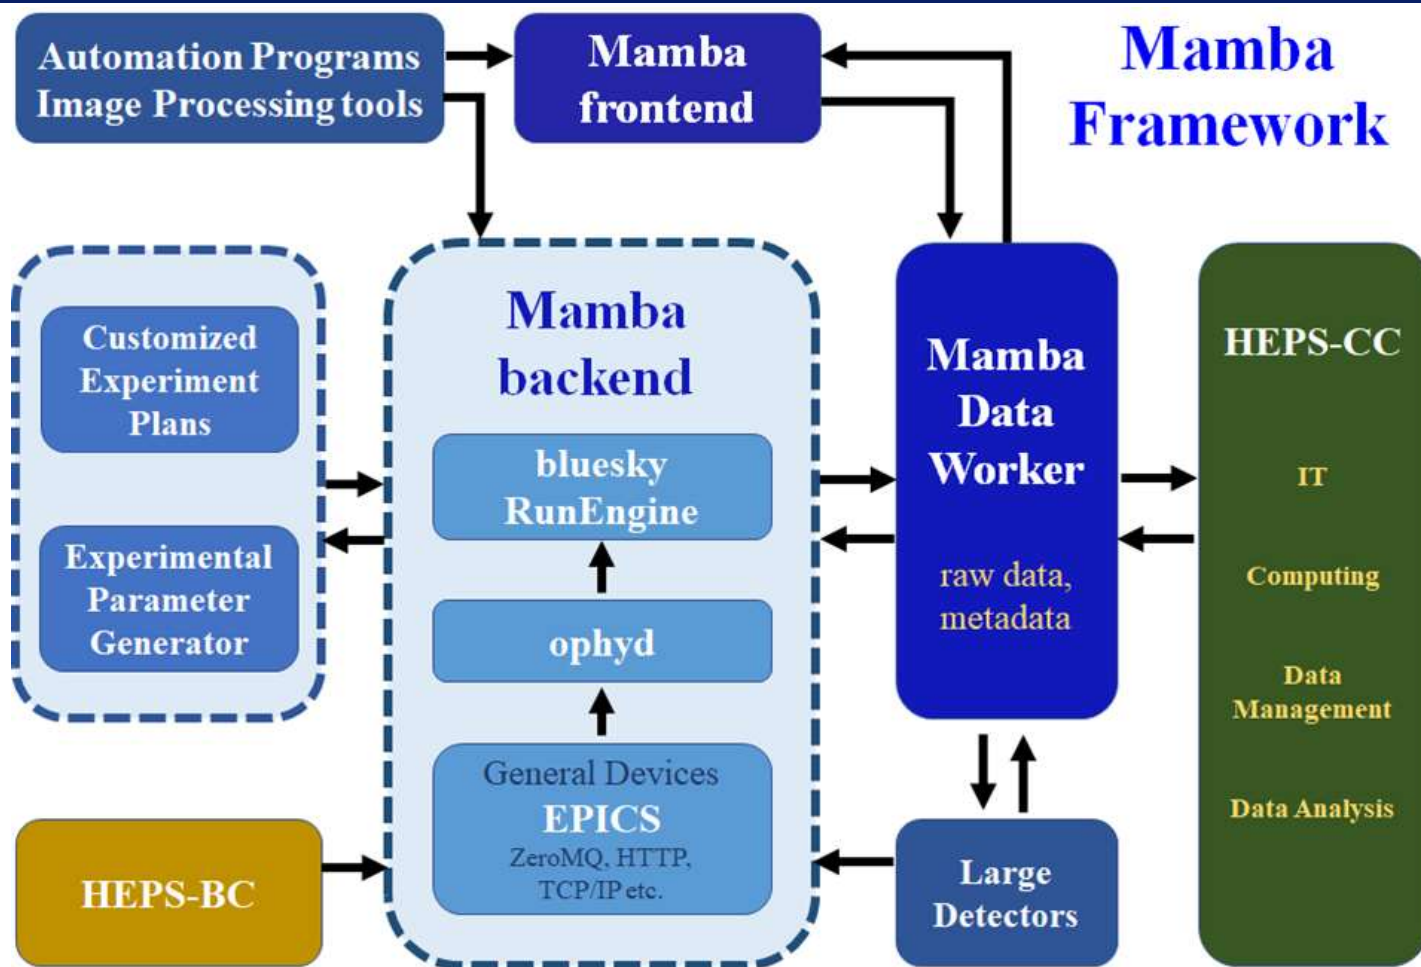 Automation Programs
Image Processing tools
Mamba
frontend
Mamba
Framework
Customized
Experiment
Plans
Experimental
Parameter
Generator
HEPS-BC
Mamba
backend
bluesky
RunEngine
ophyd
General Devices
EPICS
ZeroMQ, HTTP,
TCP/IP etc.
Mamba
Data
Worker
raw data,
metadata
Large
Detectors
HEPS-CC
IT
Computing
Data
Management
Data Analysis